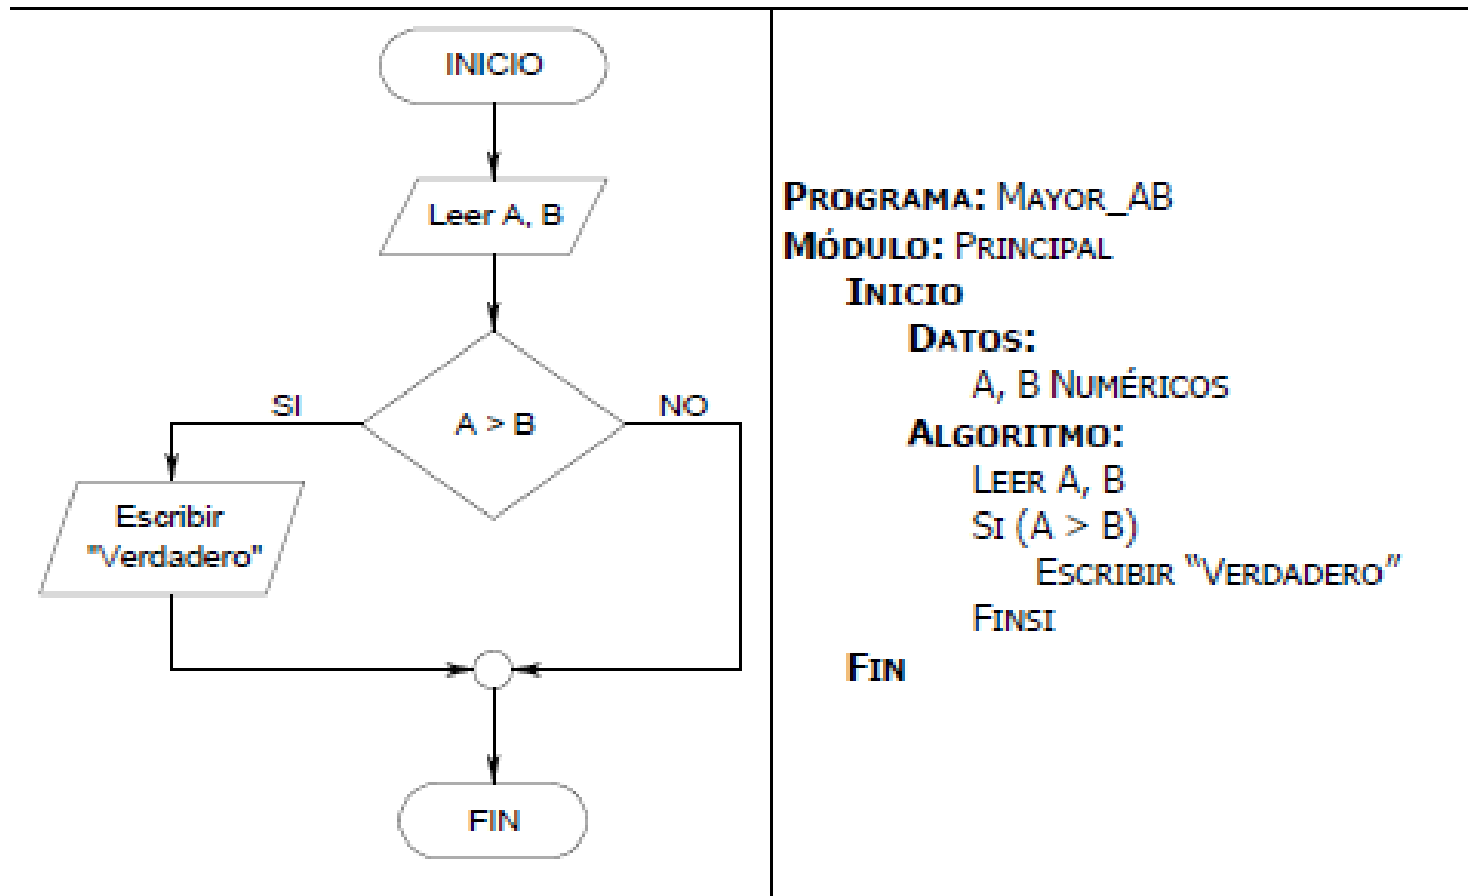 INICIO
Leer A, B
A > B
SI
NO
Escribir
"Verdadero"
FIN
PROGRAMA: MAYOR_AB
MÓDULO: PRINCIPAL
INICIO
DATOS:
A, B NUMÉRICOS
ALGORITMO:
LEER A, B
SI (A > B)
ESCRIBIR “VERDADERO”
FINSI
FIN